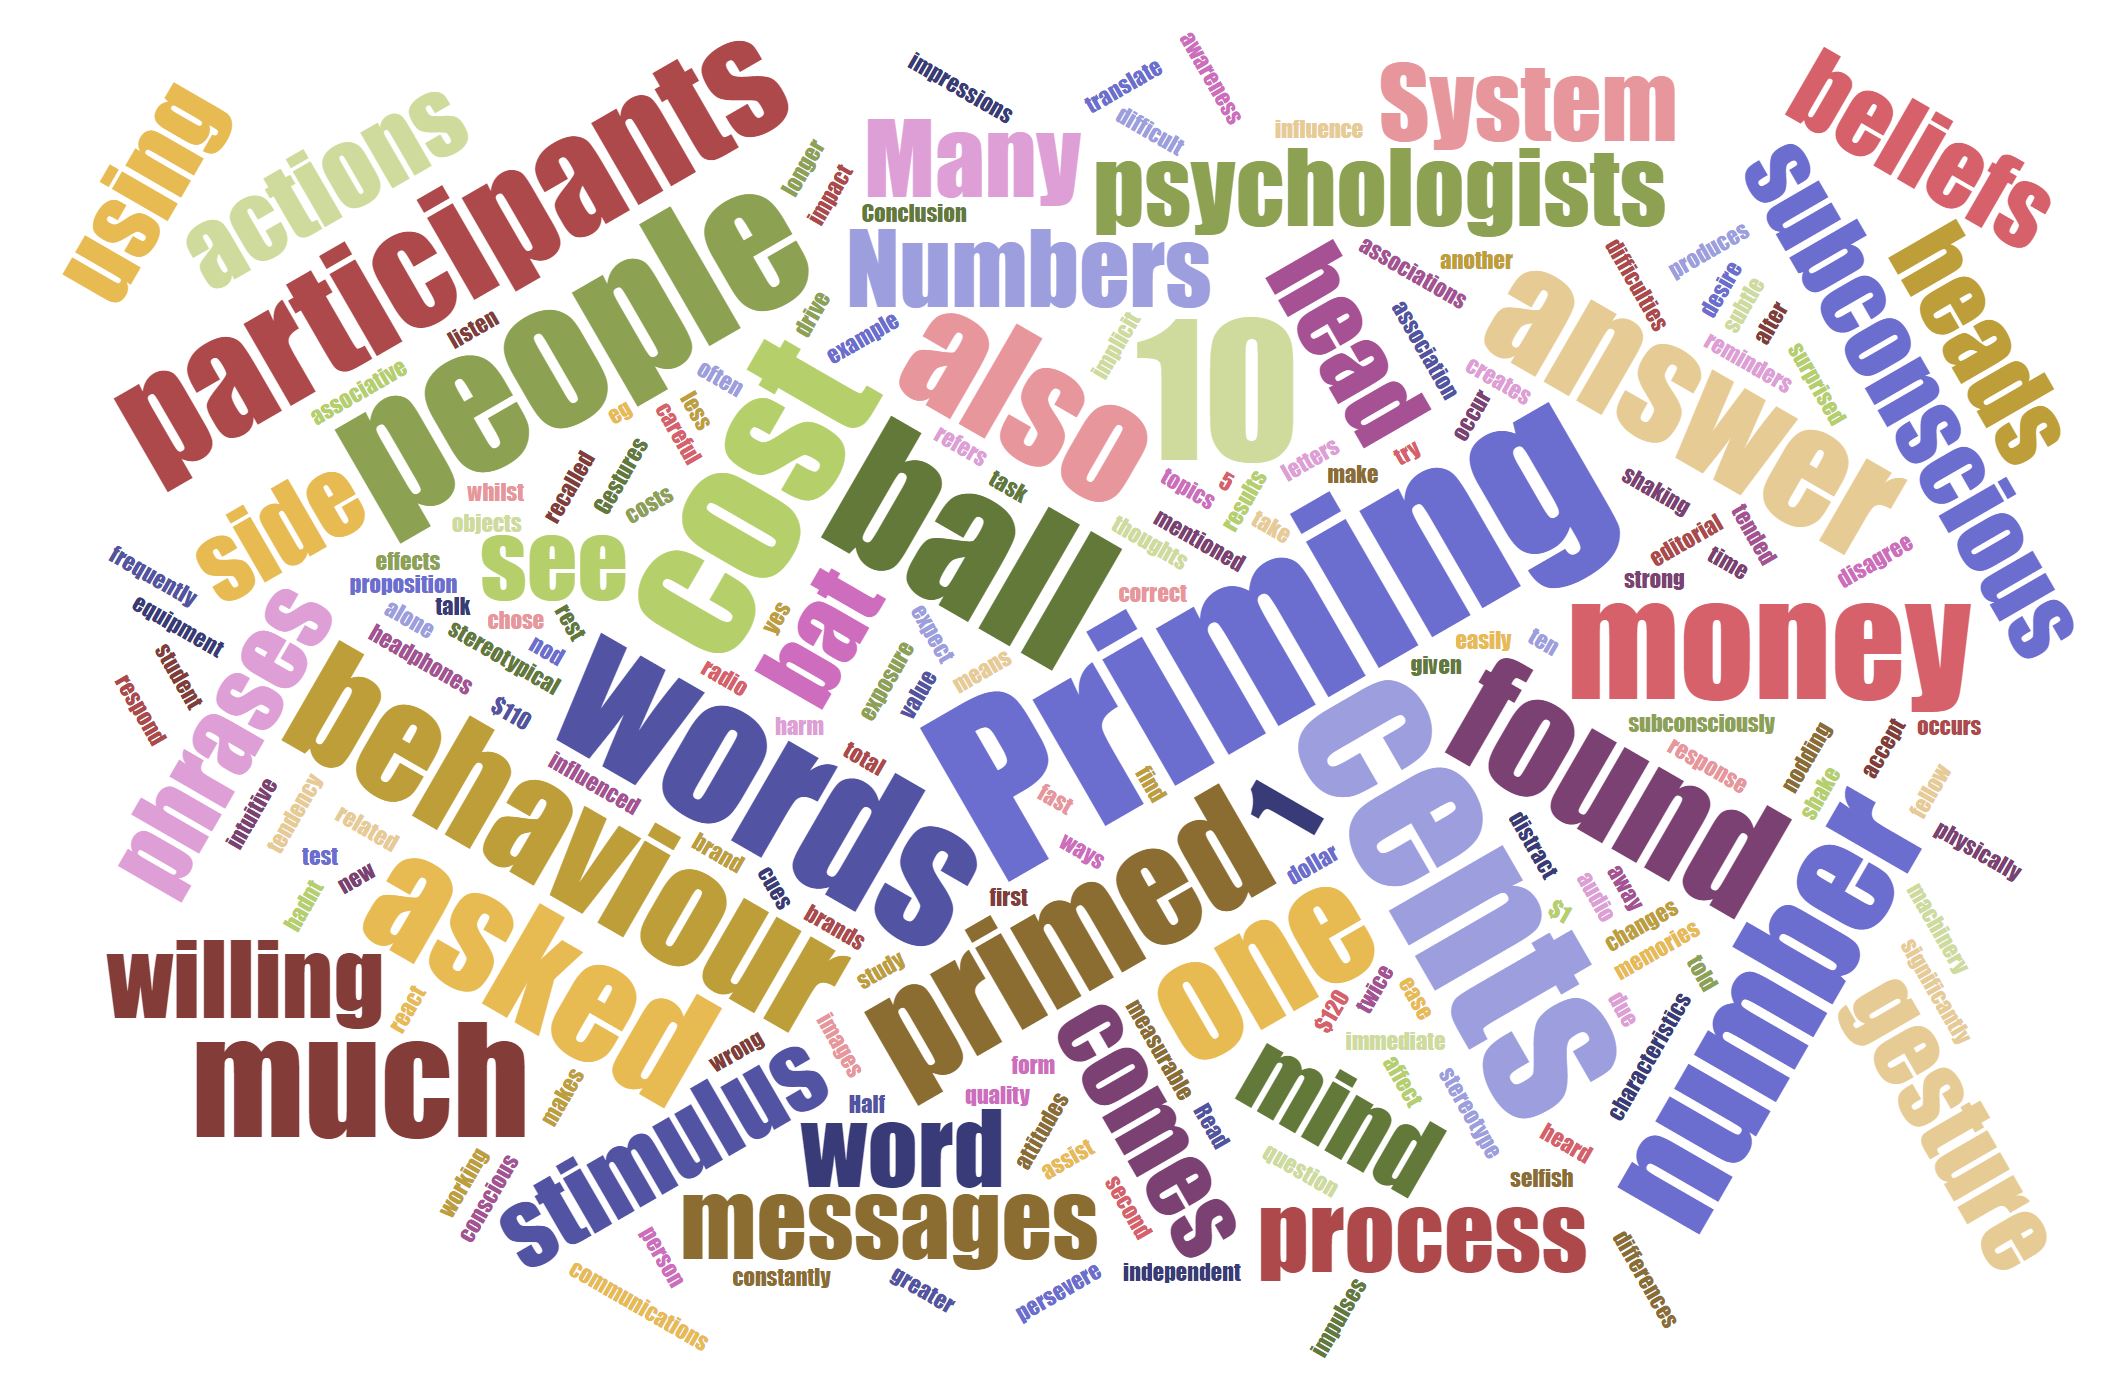 impressions
translate
awareness
difficult
influence
System
beliefs
using
actions
participants
longer
impact
Many
psychologists
Conclusion
subconscious
heads
people
Numbers
head
associations
another
difficulties
produces
desire
subtle
alter
listen
drive
example
also
implicit
10
association
answer
reminders
surprised
associative
often
less
eg
careful
cost
creates
occur
refers
ball
task
topics
5
results
letters
make
try
Priming
side
whilst
recalled
Gestures
costs
objects
see
thoughts
mentioned
take
shaking
editorial
tended
time
disagree
frequently
effects
proposition
equipment
alone
talk
chose
rest
yes
bat
expect
correct
strong
money
phrases
headphones
stereotypical
nod
words
radio
exposure
value
means
easily
ten
given
student
respond
behaviour
$110
harm
found
subconsciously
occurs
influenced
total
cents
response
nodding
accept
shake
fellow
intuitive
tendency
related
fast
find
primed
1
number
physically
test
new
hadnt
asked
brand
cues
brands
ways
first
dollar
distract
audio
away
$1
changes
memories
machinery
significantly
willing
react
study
one
twice
$120
ease
told
due
gesture
much
wrong
images
form
quality
comes
measurable
immediate
mind
affect
stereotype
characteristics
makes
stimulus
Half
word
attitudes
assist
Read
question
heard
selfish
working
conscious
messages
second
process
person
constantly
greater
persevere
independent
communications
impulses
differences